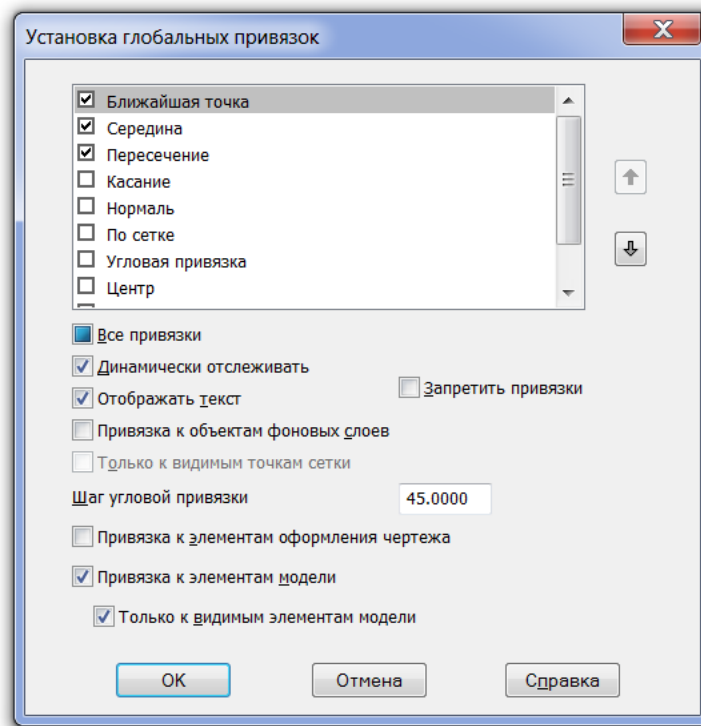 Установка глобальных привязок
Ближайшая точка
Середина
Пересечение
Касание
Нормаль
По сетке
Угловая привязка
Центр
Все привязки
Динамически отслеживать
Запретить привязки
Отображать текст
Привязка к объектам фоновых слоев
Только к видимым точкам сетки
Шаг угловой привязки 45.0000
Привязка к элементам оформления чертежа
Привязка к элементам модели
Только к видимым элементам модели
OK Отмена Справка